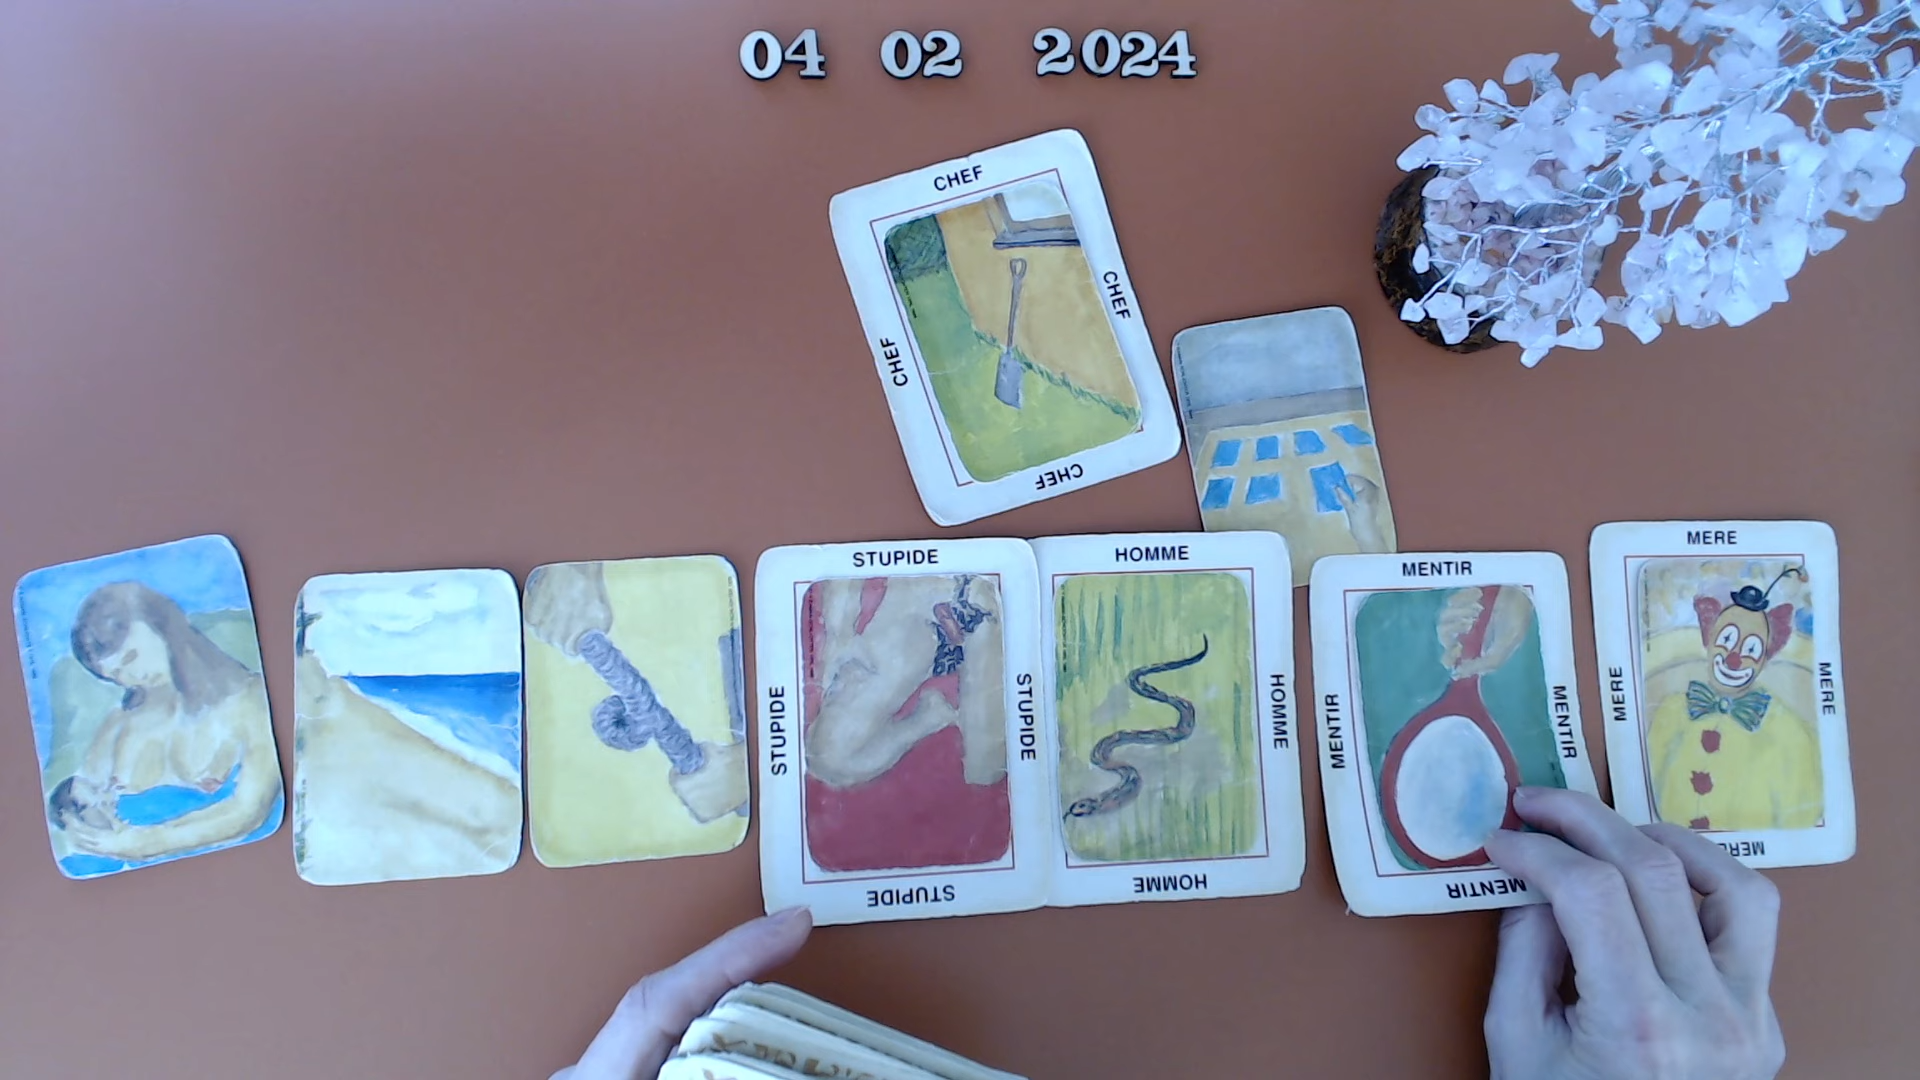 04 02 2024
CHEF
CHEF
CHEF
CHEF
STUPIDE
STUPIDE
STUPIDE
STUPIDE
HOMME
HOMME
HOMME
MENTIR
MENTIR
MENTIR
MENTIR
MERE
MERE
MERE
MERE